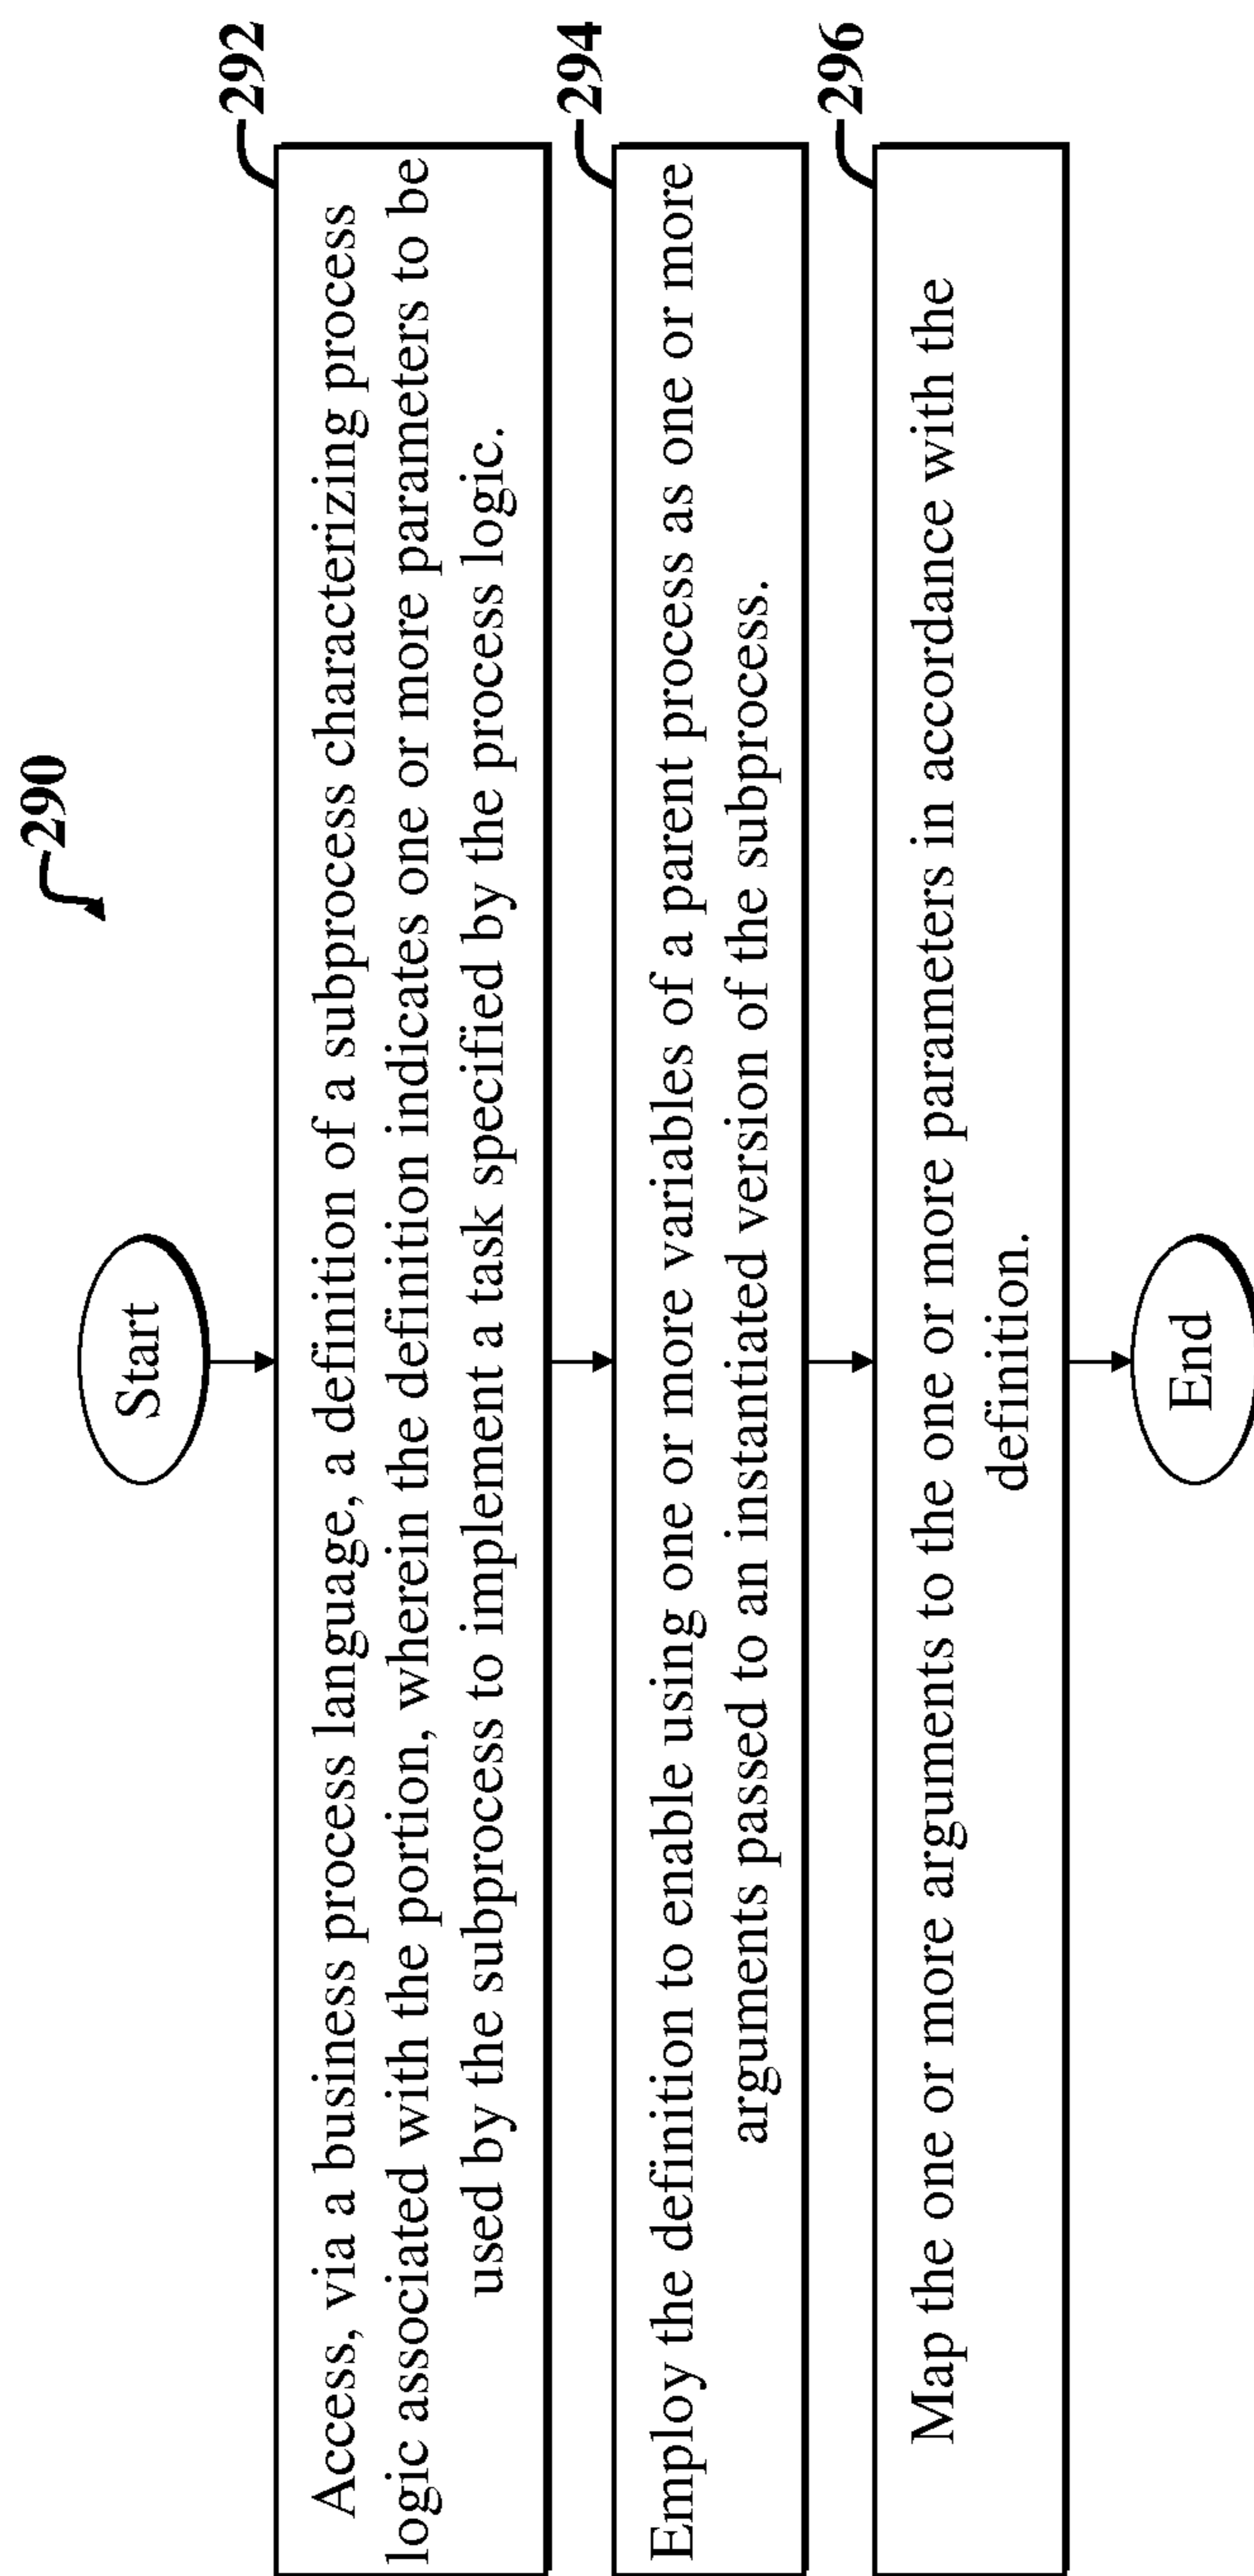 290
Start
292
Access, via a business process language, a definition of a subprocess characterizing process
logic associated with the portion, wherein the definition indicates one or more parameters to be
used by the subprocess to implement a task specified by the process logic.
294
Employ the definition to enable using one or more variables of a parent process as one or more
arguments passed to an instantiated version of the subprocess.
296
Map the one or more arguments to the one or more parameters in accordance with the
definition.
End